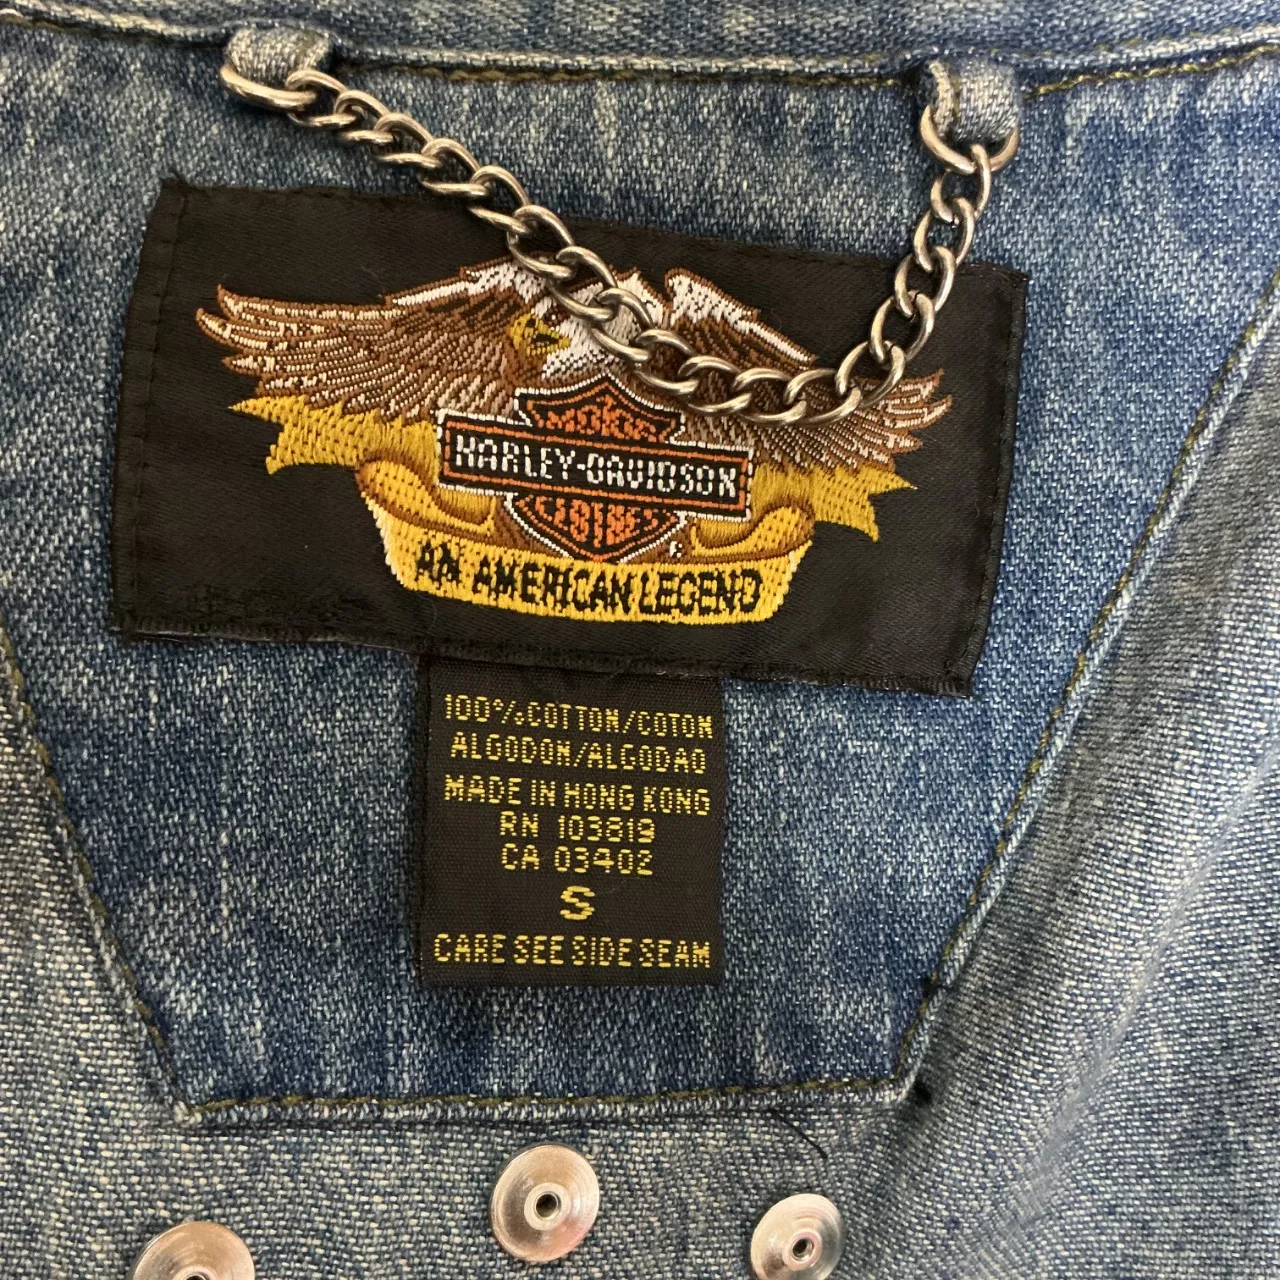 MOTOR
HARLEY-DAVIDSON
CLOTHES
®
AN AMERICAN LEGEND
100%COTTON/COTON
ALGODON/ALGODAO
MADE IN HONG KONG
RN 103819
CA 03402
S
CARE SEE SIDE SEAM